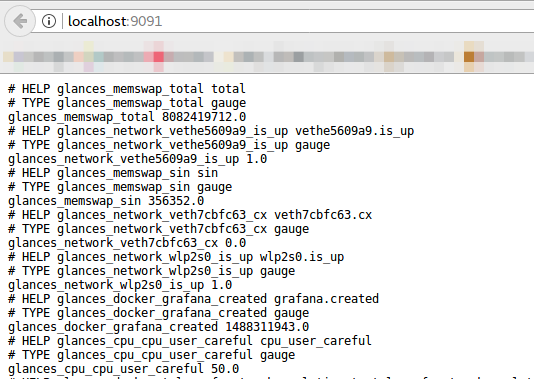 localhost:9091
# HELP glances_memswap_total total
# TYPE glances_memswap_total gauge
glances_memswap_total 8082419712.0
# HELP glances_network_vethe5609a9_is_up vethe5609a9.is_up
# TYPE glances_network_vethe5609a9_is_up gauge
glances_network_vethe5609a9_is_up 1.0
# HELP glances_memswap_sin sin
# TYPE glances_memswap_sin gauge
glances_memswap_sin 356352.0
# HELP glances_network_veth7cbfc63_cx veth7cbfc63.cx
# TYPE glances_network_veth7cbfc63_cx gauge
glances_network_veth7cbfc63_cx 0.0
# HELP glances_network_wlp2s0_is_up wlp2s0.is_up
# TYPE glances_network_wlp2s0_is_up gauge
glances_network_wlp2s0_is_up 1.0
# HELP glances_docker_grafana_created grafana.created
# TYPE glances_docker_grafana_created gauge
glances_docker_grafana_created 1488311943.0
# HELP glances_cpu_cpu_user_careful cpu_user_careful
# TYPE glances_cpu_cpu_user_careful gauge
glances_cpu_cpu_user_careful 50.0